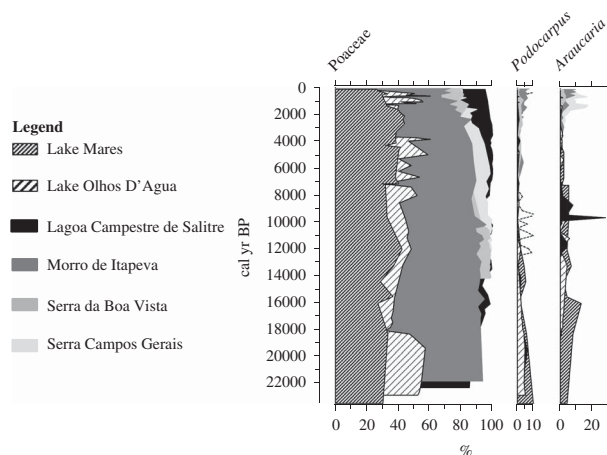 Poaceae
Podocarpus
Araucaria
Legend
Lake Mares
Lake Olhos D'Agua
Lagoa Campestre de Salitre
Morro de Itapeva
Serra da Boa Vista
Serra Campos Gerais
cal yr BP
0
2000
4000
6000
8000
10000
12000
14000
16000
18000
20000
22000
0 20 40 60 80 100
0 10
0 20
%